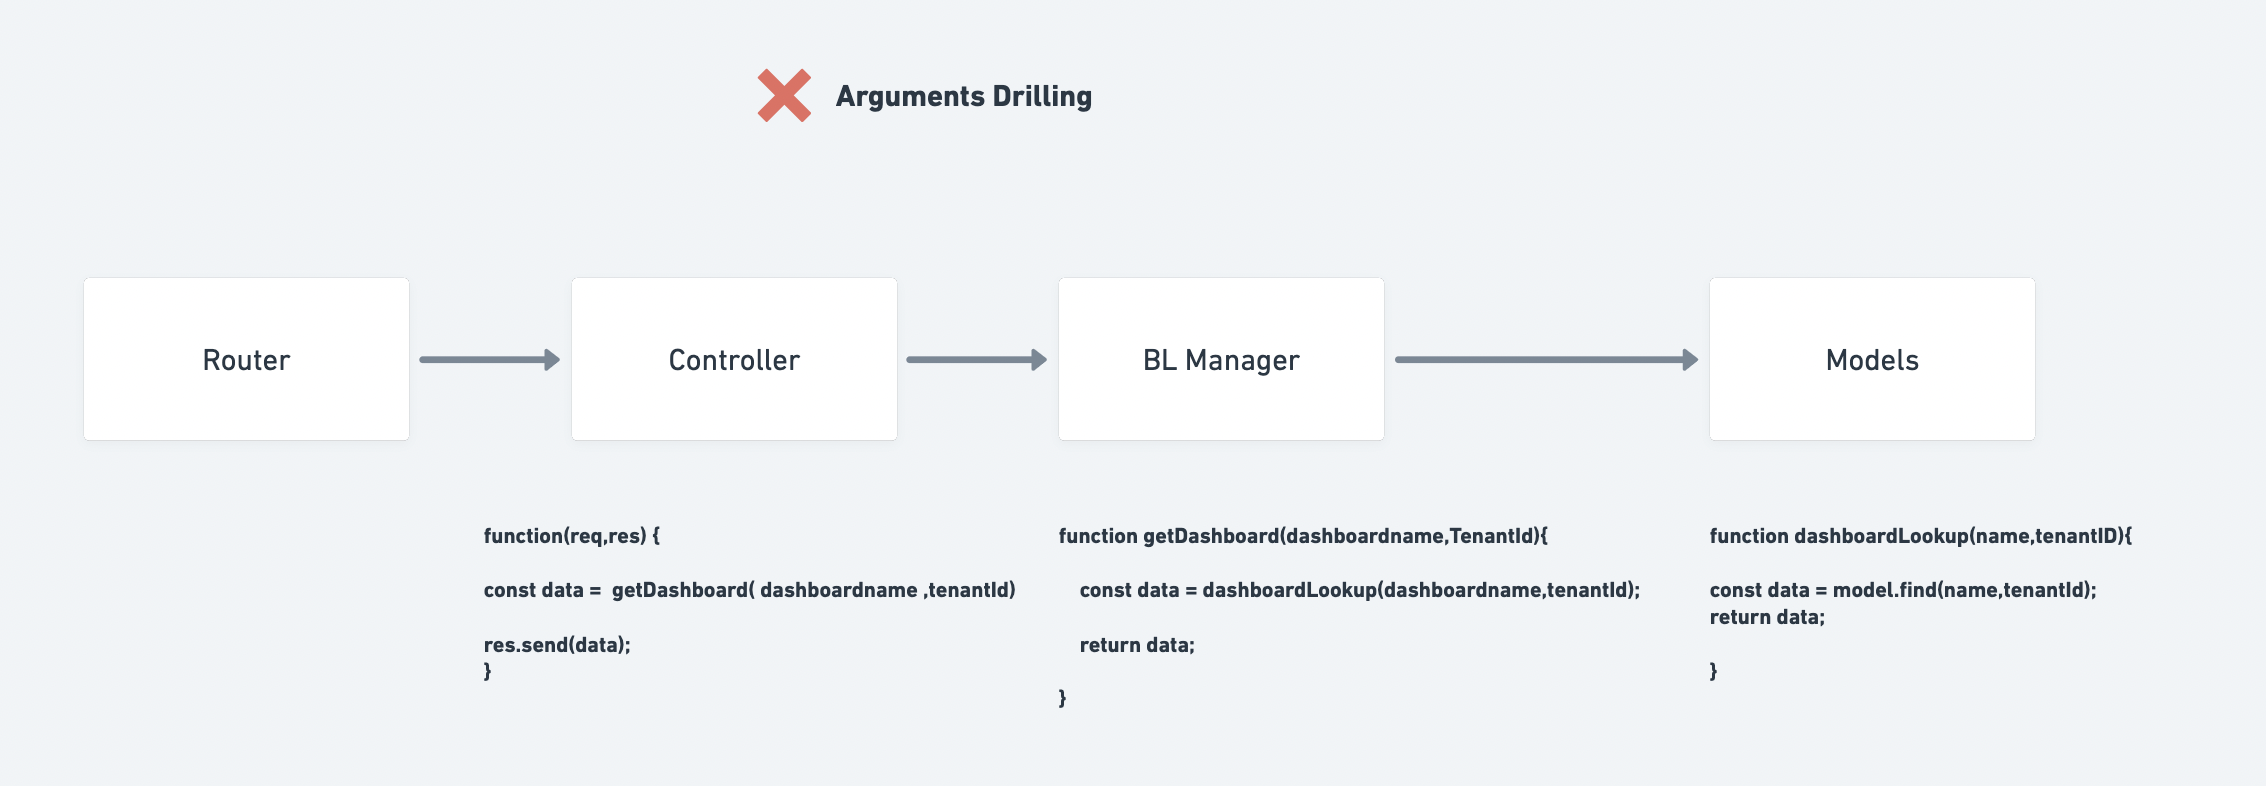 Arguments Drilling
Router
Controller
BL Manager
Models
function(req,res) {
const data =  getDashboard( dashboardname ,tenantId)
res.send(data);
}
function getDashboard(dashboardname,TenantId){
const data = dashboardLookup(dashboardname,tenantId);
return data;
}
function dashboardLookup(name,tenantID){
const data = model.find(name,tenantId);
return data;
}